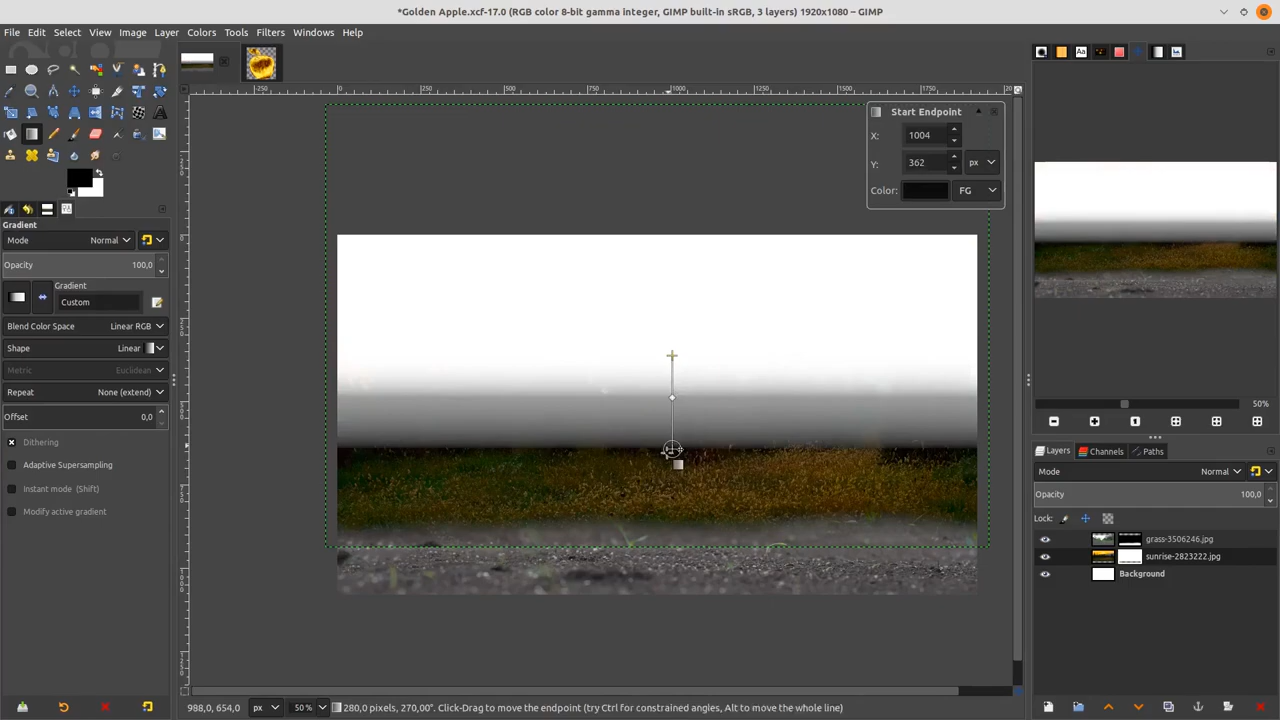 *Golden Apple.xcf-17.0 (RGB color 8-bit gamma integer, GIMP built-in sRGB, 3 layers) 1920x1080 – GIMP
File Edit Select View Image Layer Colors Tools Filters Windows Help
Start Endpoint
X: 1004
Y: 362 px
Color: FG
Gradient
Mode Normal
Opacity 100,0
Gradient
Custom
Blend Color Space Linear RGB
Shape Linear
Metric Euclidean
Repeat None (extend)
Offset 0,0
Dithering
Adaptive Supersampling
Instant mode (Shift)
Modify active gradient
50%
Layers Channels Paths
Mode Normal
Opacity 100,0
Lock:
grass-3506246.jpg
sunrise-2823222.jpg
Background
988,0, 654,0 px 50 % 280,0 pixels, 270,00°. Click-Drag to move the endpoint (try Ctrl for constrained angles, Alt to move the whole line)